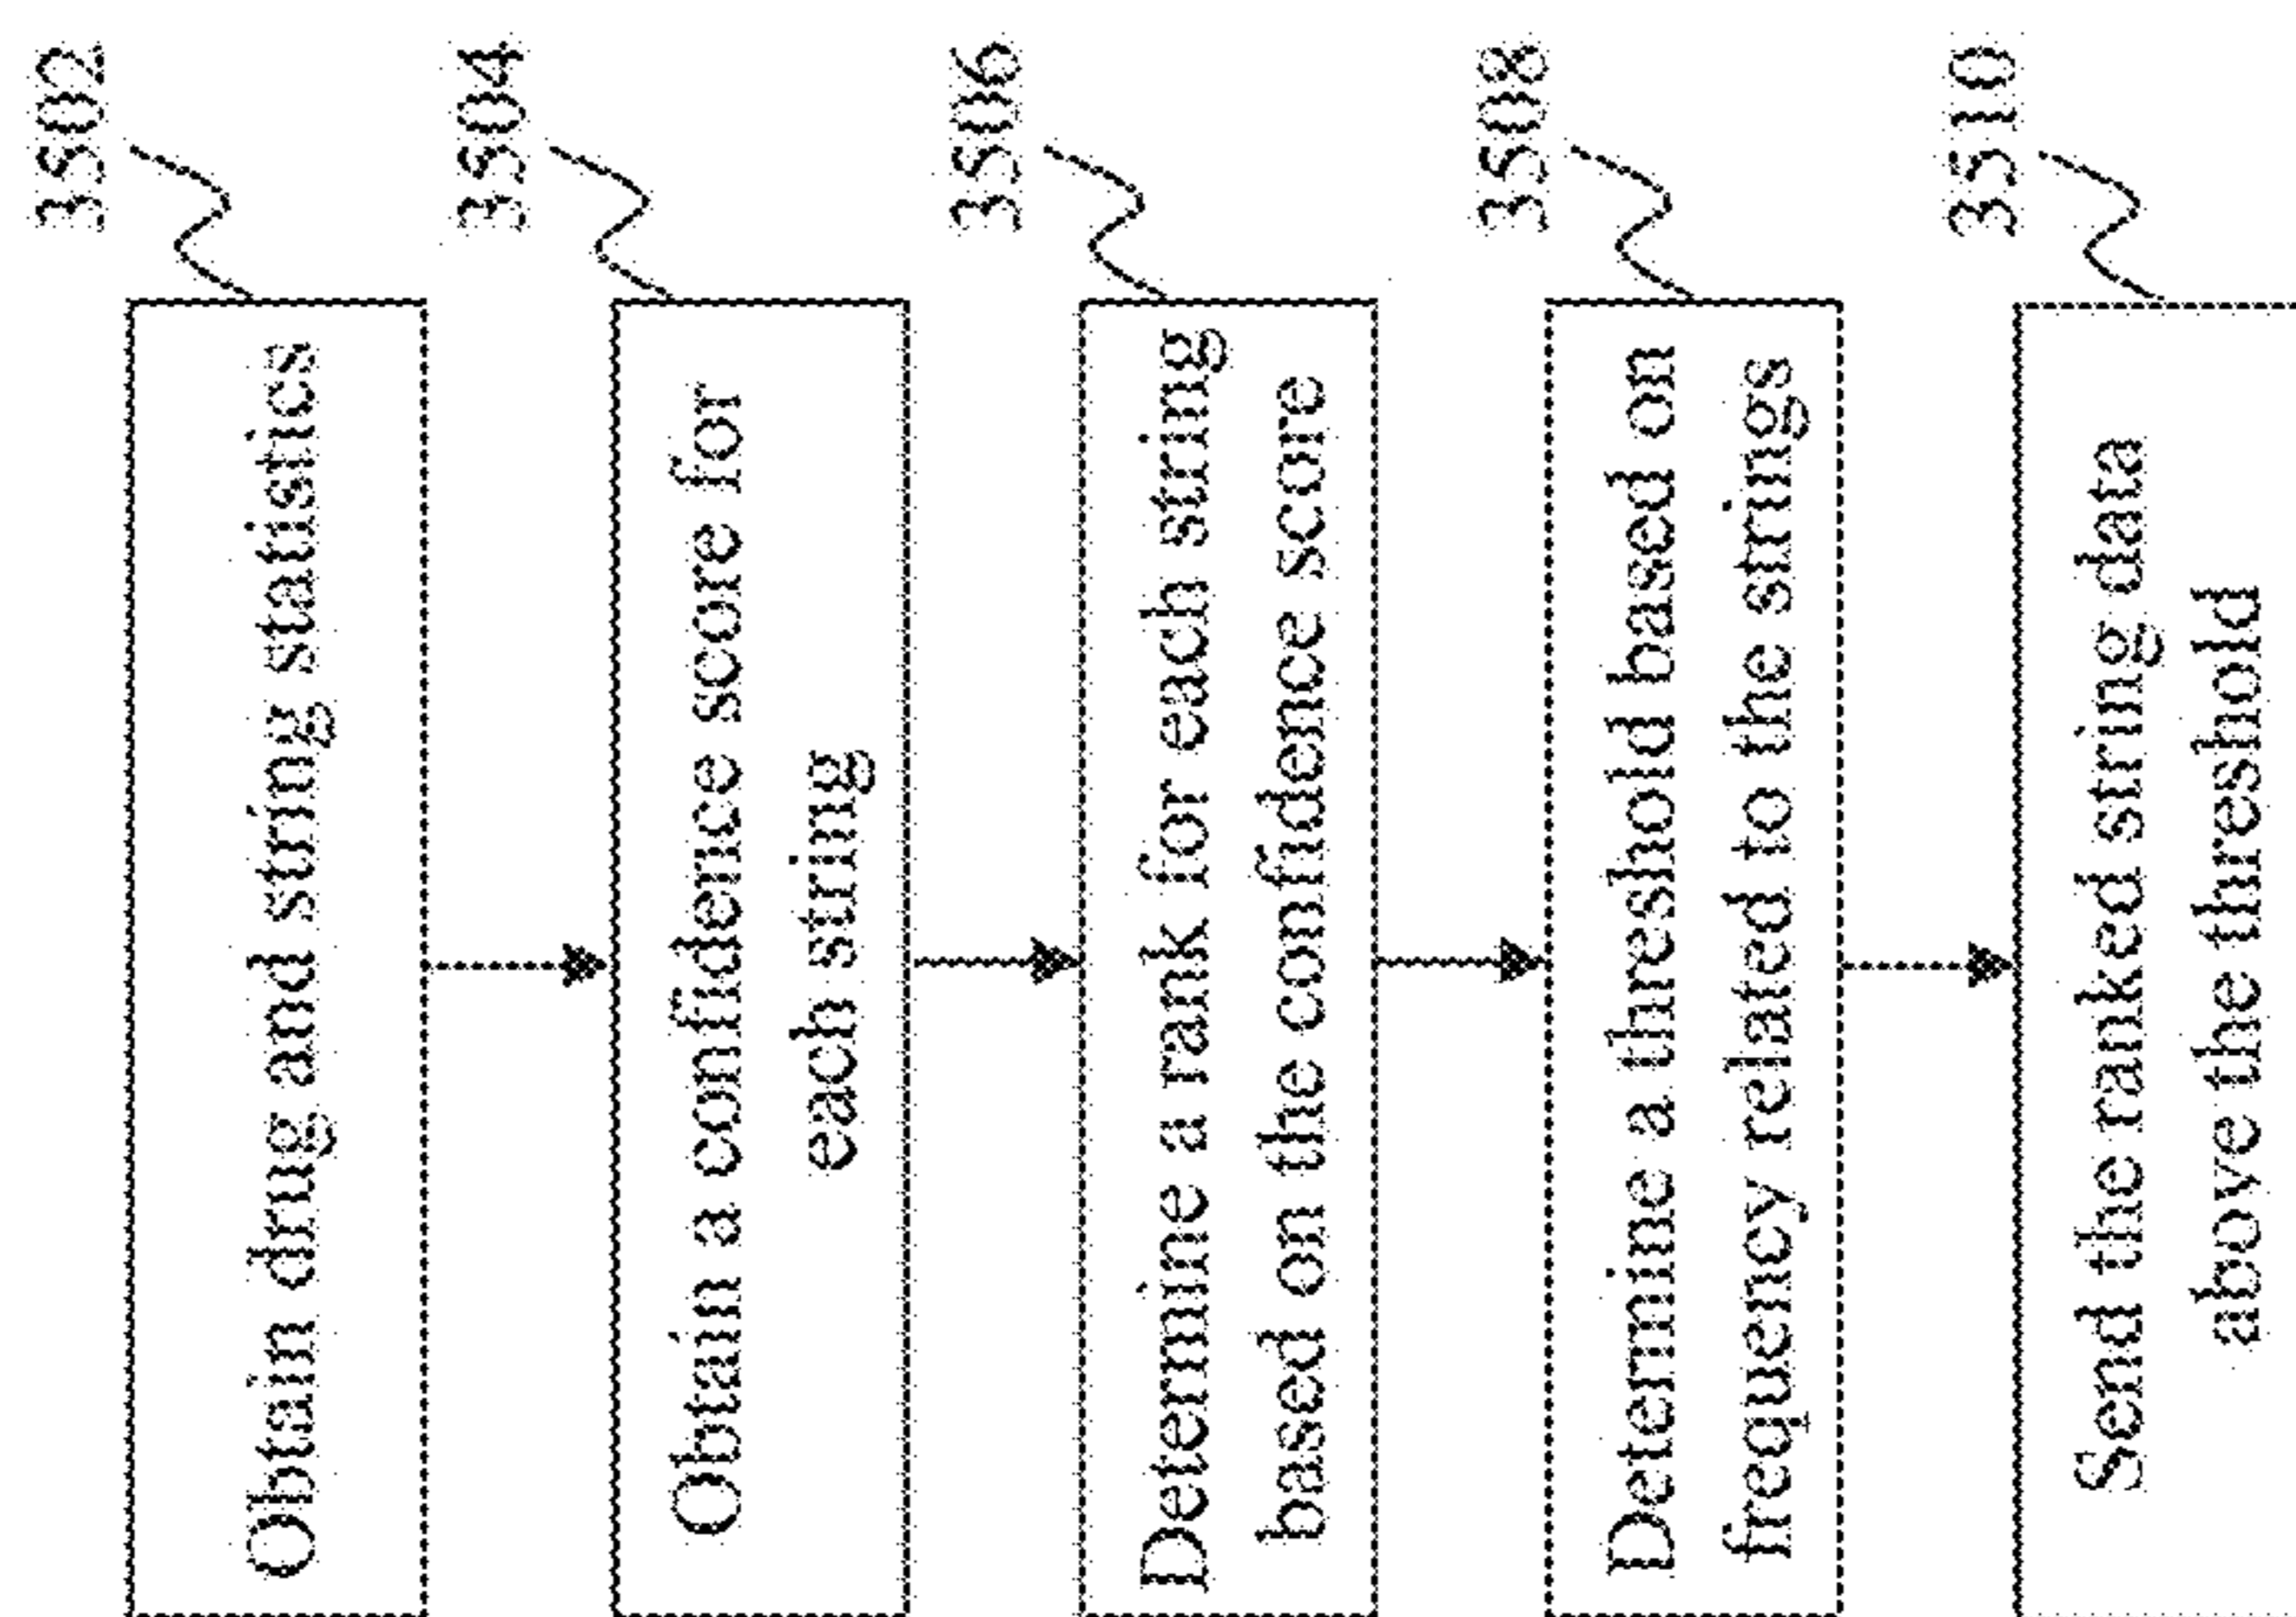 3502
Obtain drug and string statistics
3504
Obtain a confidence score for
each string
3506
Determine a rank for each string
based on the confidence score
3508
Determine a threshold based on
frequency related to the strings
3510
Send the ranked string data
above the threshold